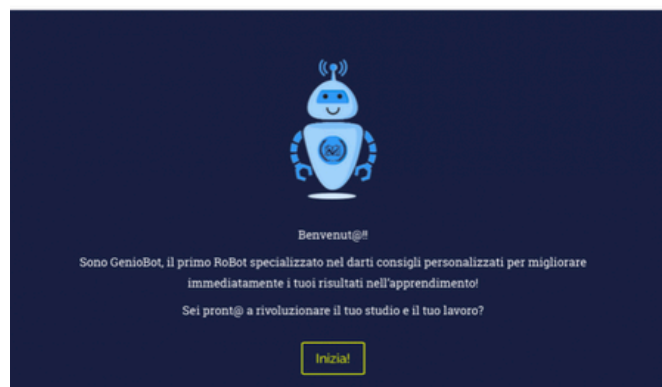 Benvenut@!!
Sono GenioBot, il primo RoBot specializzato nel darti consigli personalizzati per migliorare
immediatamente i tuoi risultati nell'apprendimento!
Sei pront@ a rivoluzionare il tuo studio e il tuo lavoro?
Inizia!